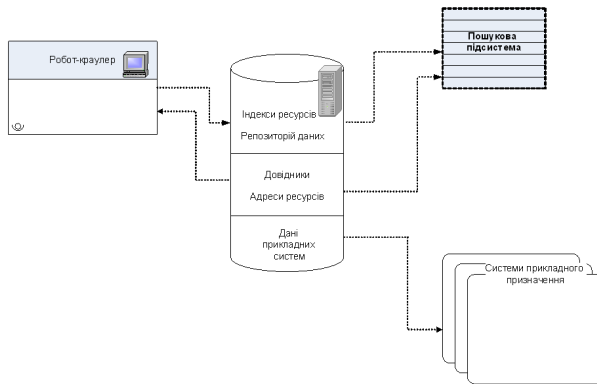 Робот-краулер
Пошукова
підсистема
Індекси ресурсів
Репозиторій даних
Довідники
Адреси ресурсів
Дані
прикладних
систем
Системи прикладного
призначення